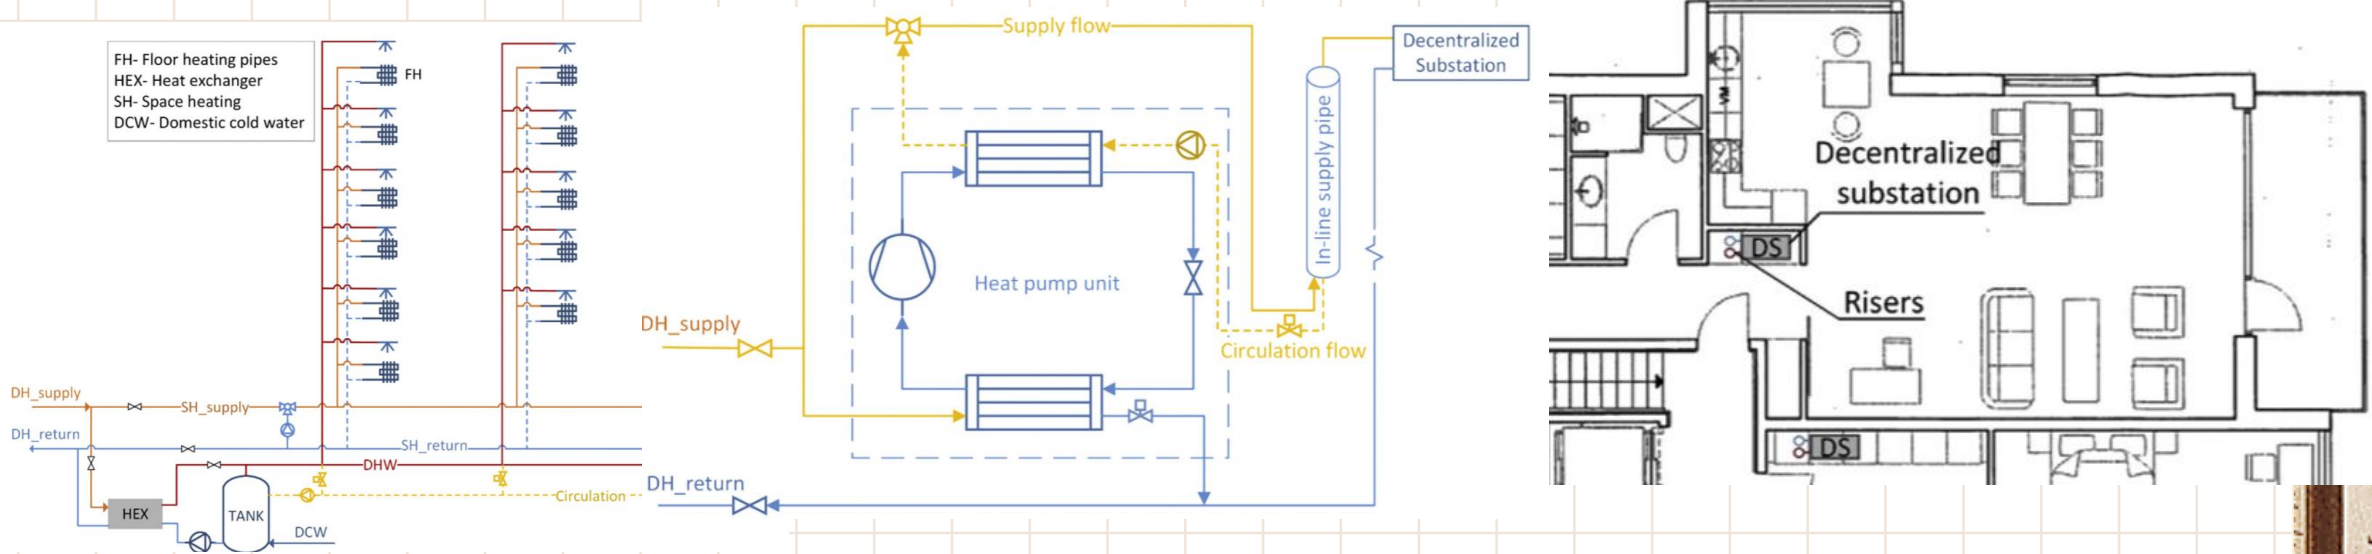 FH- Floor heating pipes
HEX- Heat exchanger
SH- Space heating
DCW- Domestic cold water
FH
DH_supply
SH_supply
DH_return
SH_return
DHW
Circulation
HEX
TANK
DCW
Supply flow
Decentralized
Substation
In-line supply pipe
Heat pump unit
DH_supply
Circulation flow
DH_return
VM
Decentralized
substation
DS
Risers
DS